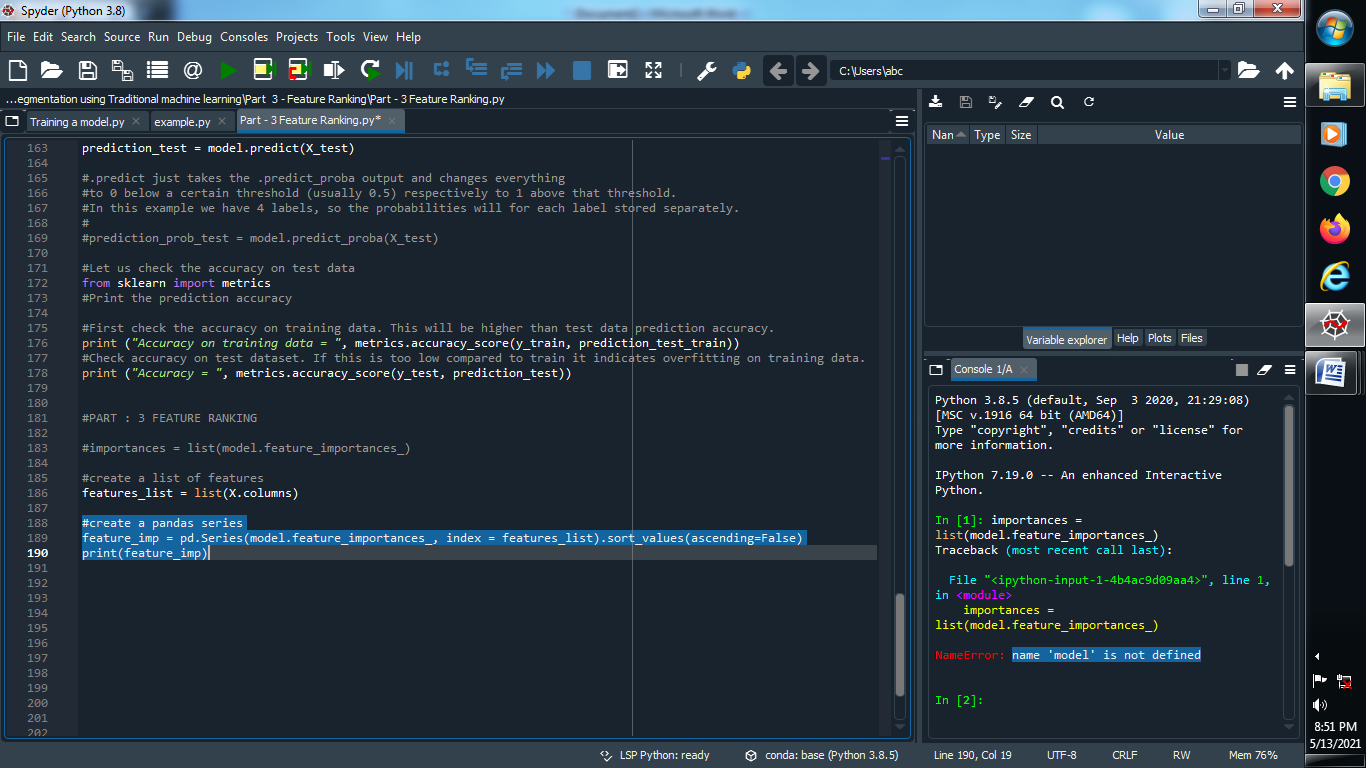 Spyder (Python 3.8)
File Edit Search Source Run Debug Consoles Projects Tools View Help
C:\Users\abc
...egmentation using Traditional machine learning\Part 3 - Feature Ranking\Part - 3 Feature Ranking.py
Training a model.py example.py Part - 3 Feature Ranking.py*
163 prediction_test = model.predict(X_test)
164
165 #.predict just takes the .predict_proba output and changes everything
166 #to 0 below a certain threshold (usually 0.5) respectively to 1 above that threshold.
167 #In this example we have 4 labels, so the probabilities will for each label stored separately.
168 #
169 #prediction_prob_test = model.predict_proba(X_test)
170
171 #Let us check the accuracy on test data
172 from sklearn import metrics
173 #Print the prediction accuracy
174
175 #First check the accuracy on training data. This will be higher than test data prediction accuracy.
176 print ("Accuracy on training data = ", metrics.accuracy_score(y_train, prediction_test_train))
177 #Check accuracy on test dataset. If this is too low compared to train it indicates overfitting on training data.
178 print ("Accuracy = ", metrics.accuracy_score(y_test, prediction_test))
179
180
181 #PART : 3 FEATURE RANKING
182
183 #importances = list(model.feature_importances_)
184
185 #create a list of features
186 features_list = list(X.columns)
187
188 #create a pandas series
189 feature_imp = pd.Series(model.feature_importances_, index = features_list).sort_values(ascending=False)
190 print(feature_imp)
191
192
193
194
195
196
197
198
199
200
201
202
Nan Type Size Value
Variable explorer Help Plots Files
Console 1/A
Python 3.8.5 (default, Sep 3 2020, 21:29:08)
[MSC v.1916 64 bit (AMD64)]
Type "copyright", "credits" or "license" for
more information.
IPython 7.19.0 -- An enhanced Interactive
Python.
In [1]: importances =
list(model.feature_importances_)
Traceback (most recent call last):
File "<ipython-input-1-4b4ac9d09aa4>", line 1,
in <module>
importances =
list(model.feature_importances_)
NameError: name 'model' is not defined
In [2]:
LSP Python: ready conda: base (Python 3.8.5) Line 190, Col 19 UTF-8 CRLF RW Mem 76%
8:51 PM
5/13/2021